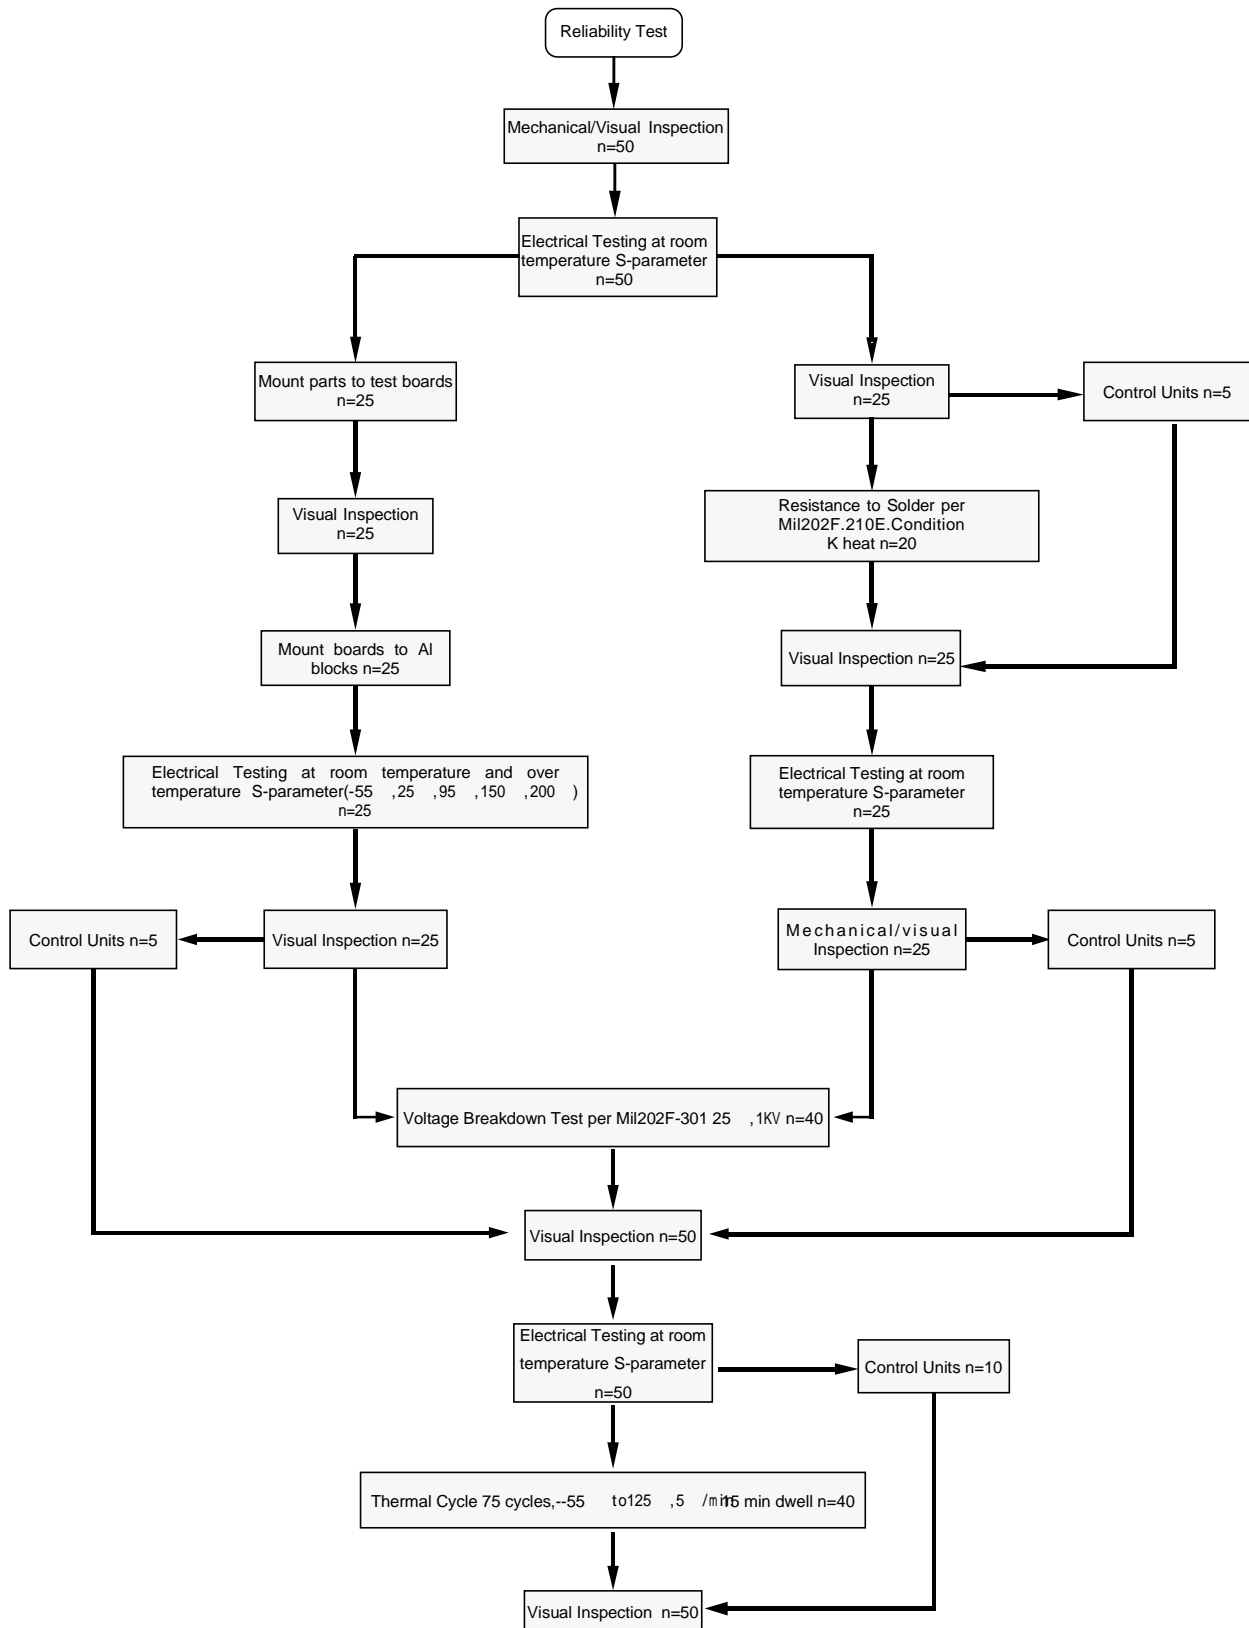 Reliability Test
Mechanical/Visual Inspection
n=50
Electrical Testing at room
temperature S-parameter
n=50
Mount parts to test boards
n=25
Visual Inspection
n=25
Control Units n=5
Visual Inspection
n=25
Resistance to Solder per
Mil202F.210E.Condition
K heat n=20
Mount boards to Al
blocks n=25
Visual Inspection n=25
Electrical Testing at room temperature and over
temperature S-parameter(-55 ,25 ,95 ,150 ,200 )
n=25
Electrical Testing at room
temperature S-parameter
n=25
Control Units n=5
Visual Inspection n=25
Mechanical/visual
Inspection n=25
Control Units n=5
Voltage Breakdown Test per Mil202F-301 25 ,1KV n=40
Visual Inspection n=50
Electrical Testing at room
temperature S-parameter
n=50
Control Units n=10
Thermal Cycle 75 cycles,--55 to125 ,5 /min 15 min dwell n=40
Visual Inspection n=50